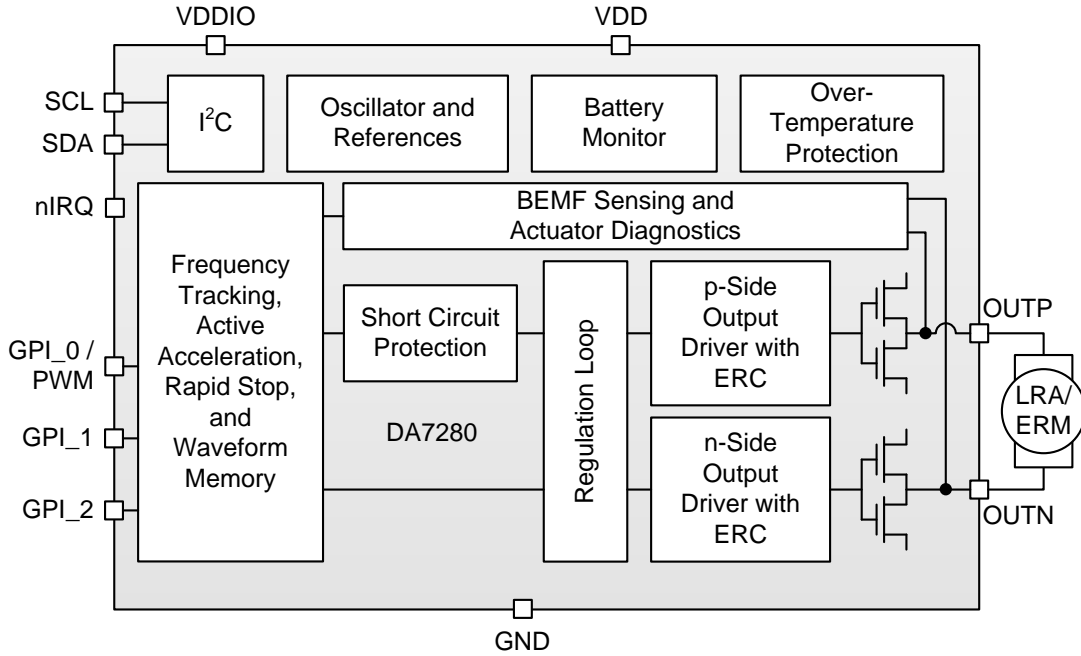 VDDIO
VDD
SCL
SDA
I2C
Oscillator and
References
Battery
Monitor
Over-
Temperature
Protection
nIRQ
BEMF Sensing and
Actuator Diagnostics
Frequency
Tracking,
Active
Acceleration,
Rapid Stop,
and
Waveform
Memory
GPI_0 /
PWM
GPI_1
GPI_2
Short Circuit
Protection
DA7280
Regulation Loop
p-Side
Output
Driver with
ERC
n-Side
Output
Driver with
ERC
OUTP
LRA/
ERM
OUTN
GND